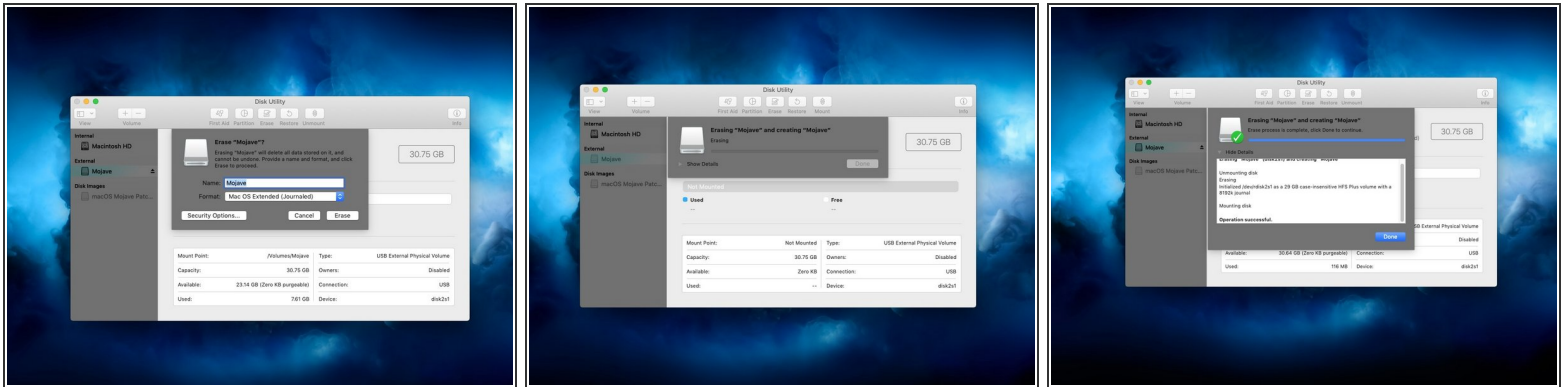 Disk Utility
View
Volume
First Aid Partition Erase Restore Unmount
Info
Internal
Macintosh HD
External
Mojave
Disk Images
macOS Mojave Patc...
Erase "Mojave"?
Erasing "Mojave" will delete all data stored on it, and
cannot be undone. Provide a name and format, and click
Erase to proceed.
Name: Mojave
Format: Mac OS Extended (Journaled)
Security Options...
Cancel
Erase
30.75 GB
Mount Point: /Volumes/Mojave Type: USB External Physical Volume
Capacity: 30.75 GB Owners: Disabled
Available: 23.14 GB (Zero KB purgeable) Connection: USB
Used: 7.61 GB Device: disk2s1
Disk Utility
View
Volume
First Aid Partition Erase Restore Mount
Info
Internal
Macintosh HD
External
Mojave
Disk Images
macOS Mojave Patc...
Erasing "Mojave" and creating "Mojave"
Erasing
Show Details
Done
30.75 GB
Not Mounted
Used
--
Free
--
Mount Point: Not Mounted Type: USB External Physical Volume
Capacity: 30.75 GB Owners: Disabled
Available: Zero KB Connection: USB
Used: -- Device: disk2s1
Disk Utility
View
Volume
First Aid Partition Erase Restore Unmount
Info
Internal
Macintosh HD
External
Mojave
Disk Images
macOS Mojave Patc...
Erasing "Mojave" and creating "Mojave"
Erase process is complete, click Done to continue.
Hide Details
Erasing "Mojave" (disk2s1) and creating "Mojave"
Unmounting disk
Erasing
Initialized /dev/rdisk2s1 as a 29 GB case-insensitive HFS Plus volume with a
8192k journal
Mounting disk
Operation successful.
Done
30.75 GB
USB External Physical Volume
Disabled
Available: 30.64 GB (Zero KB purgeable) Connection: USB
Used: 116 MB Device: disk2s1